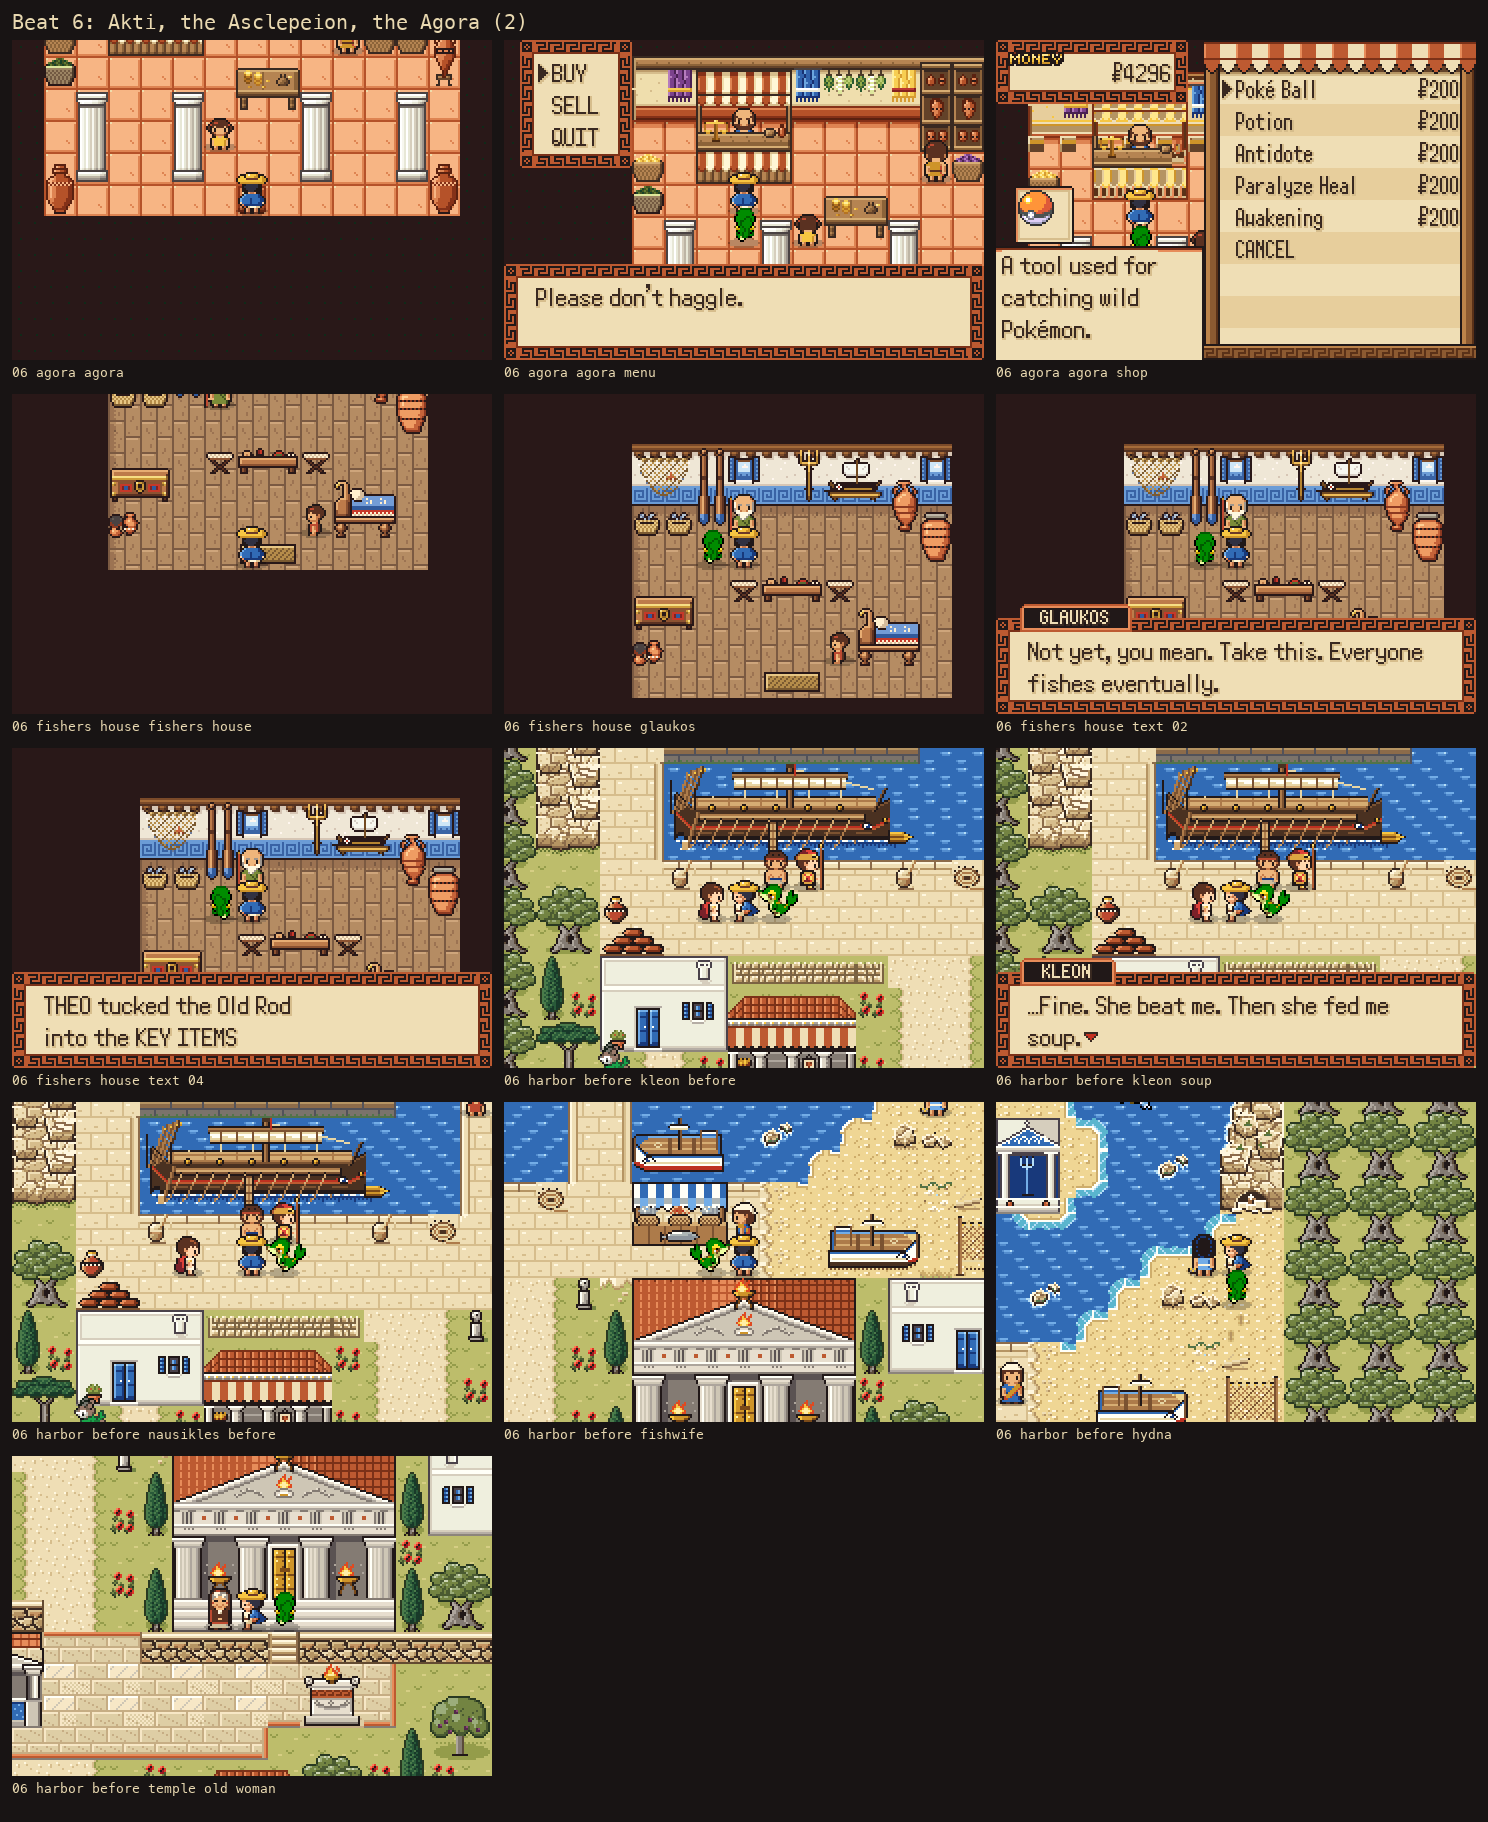 Beat 6: Akti, the Asclepeion, the Agora (2)
BUY
SELL
QUIT
Please don't haggle.
MONEY
₽4296
Poké Ball ₽200
Potion ₽200
Antidote ₽200
Paralyze Heal ₽200
Awakening ₽200
CANCEL
A tool used for
catching wild
Pokémon.
06 agora agora
06 agora agora menu
06 agora agora shop
GLAUKOS
Not yet, you mean. Take this. Everyone
fishes eventually.
06 fishers house fishers house
06 fishers house glaukos
06 fishers house text 02
THEO tucked the Old Rod
into the KEY ITEMS
KLEON
…Fine. She beat me. Then she fed me
soup.
06 fishers house text 04
06 harbor before kleon before
06 harbor before kleon soup
06 harbor before nausikles before
06 harbor before fishwife
06 harbor before hydna
06 harbor before temple old woman